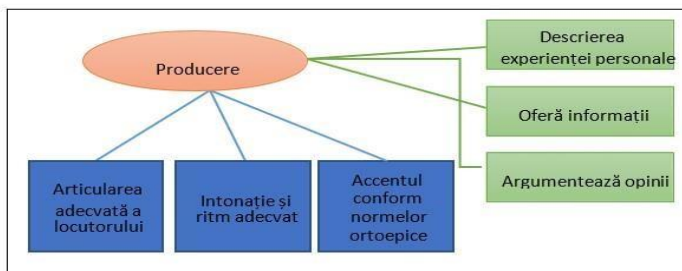 Producere
Descrierea
experienței personale
Oferă informații
Argumentează opinii
Articularea
adecvată a
locutorului
Intonație și
ritm adecvat
Accentul
conform
normelor
ortoepice